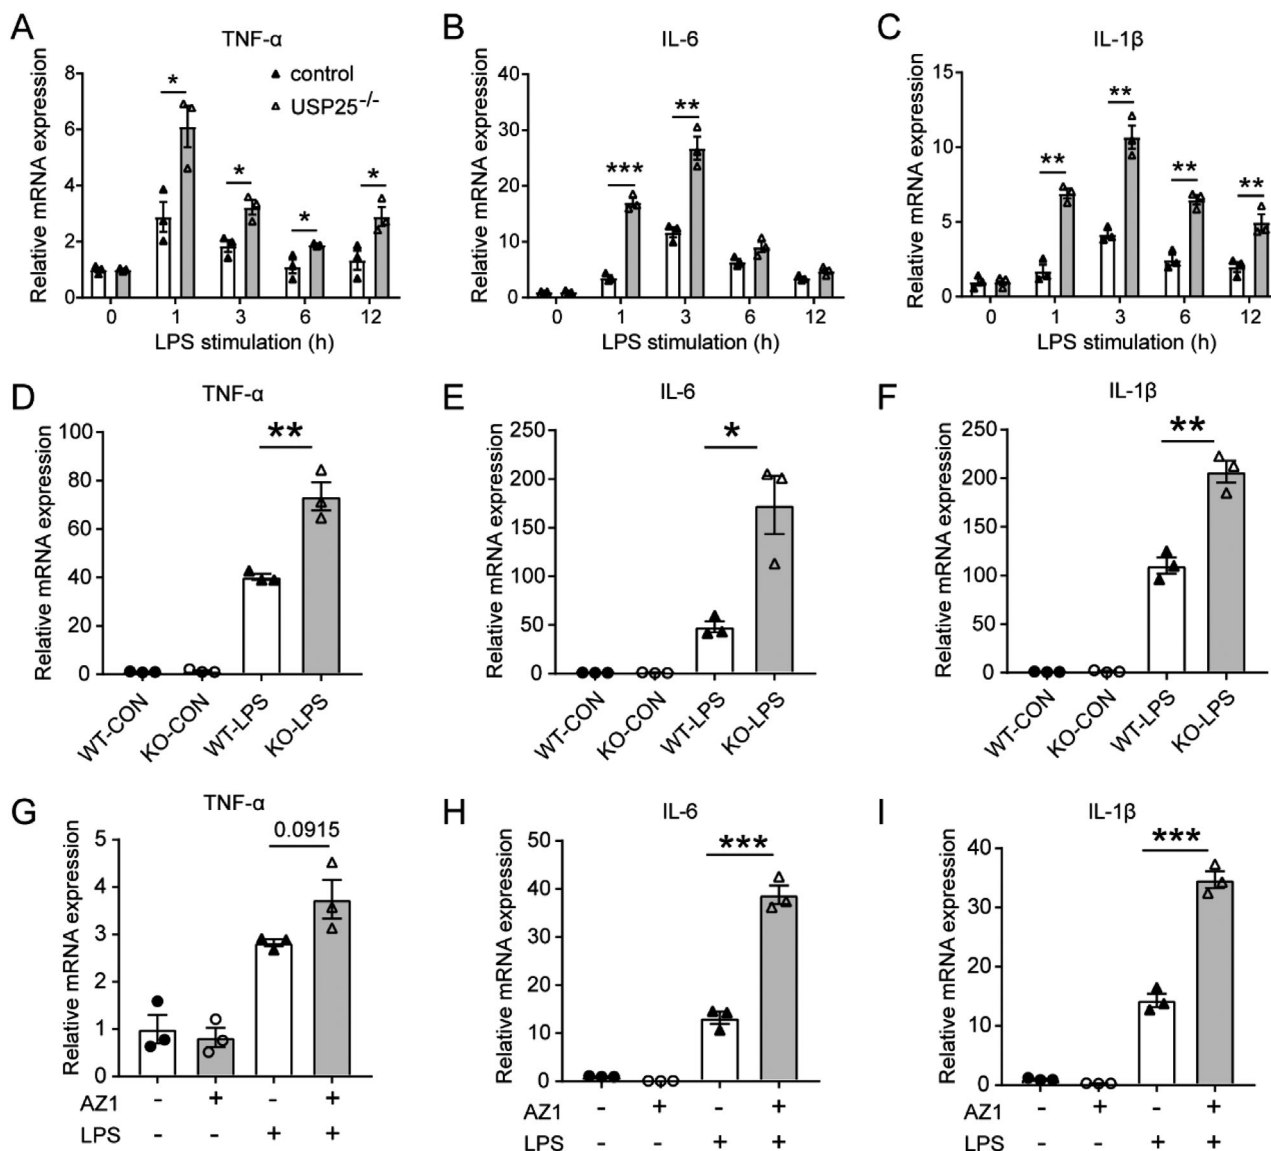 A
TNF-α
Relative mRNA expression
8
6
4
2
0
control
USP25-/-
*
*
*
*
0 1 3 6 12
LPS stimulation (h)
B
IL-6
Relative mRNA expression
40
30
20
10
0
***
**
0 1 3 6 12
LPS stimulation (h)
C
IL-1β
Relative mRNA expression
15
10
5
0
**
**
**
**
0 1 3 6 12
LPS stimulation (h)
D
TNF-α
Relative mRNA expression
100
80
60
40
20
0
**
WT-CON KO-CON WT-LPS KO-LPS
E
IL-6
Relative mRNA expression
250
200
150
100
50
0
*
WT-CON KO-CON WT-LPS KO-LPS
F
IL-1β
Relative mRNA expression
250
200
150
100
50
0
**
WT-CON KO-CON WT-LPS KO-LPS
G
TNF-α
Relative mRNA expression
5
4
3
2
1
0
0.0915
AZ1 - + - +
LPS - - + +
H
IL-6
Relative mRNA expression
50
40
30
20
10
0
***
AZ1 - + - +
LPS - - + +
I
IL-1β
Relative mRNA expression
40
30
20
10
0
***
AZ1 - + - +
LPS - - + +